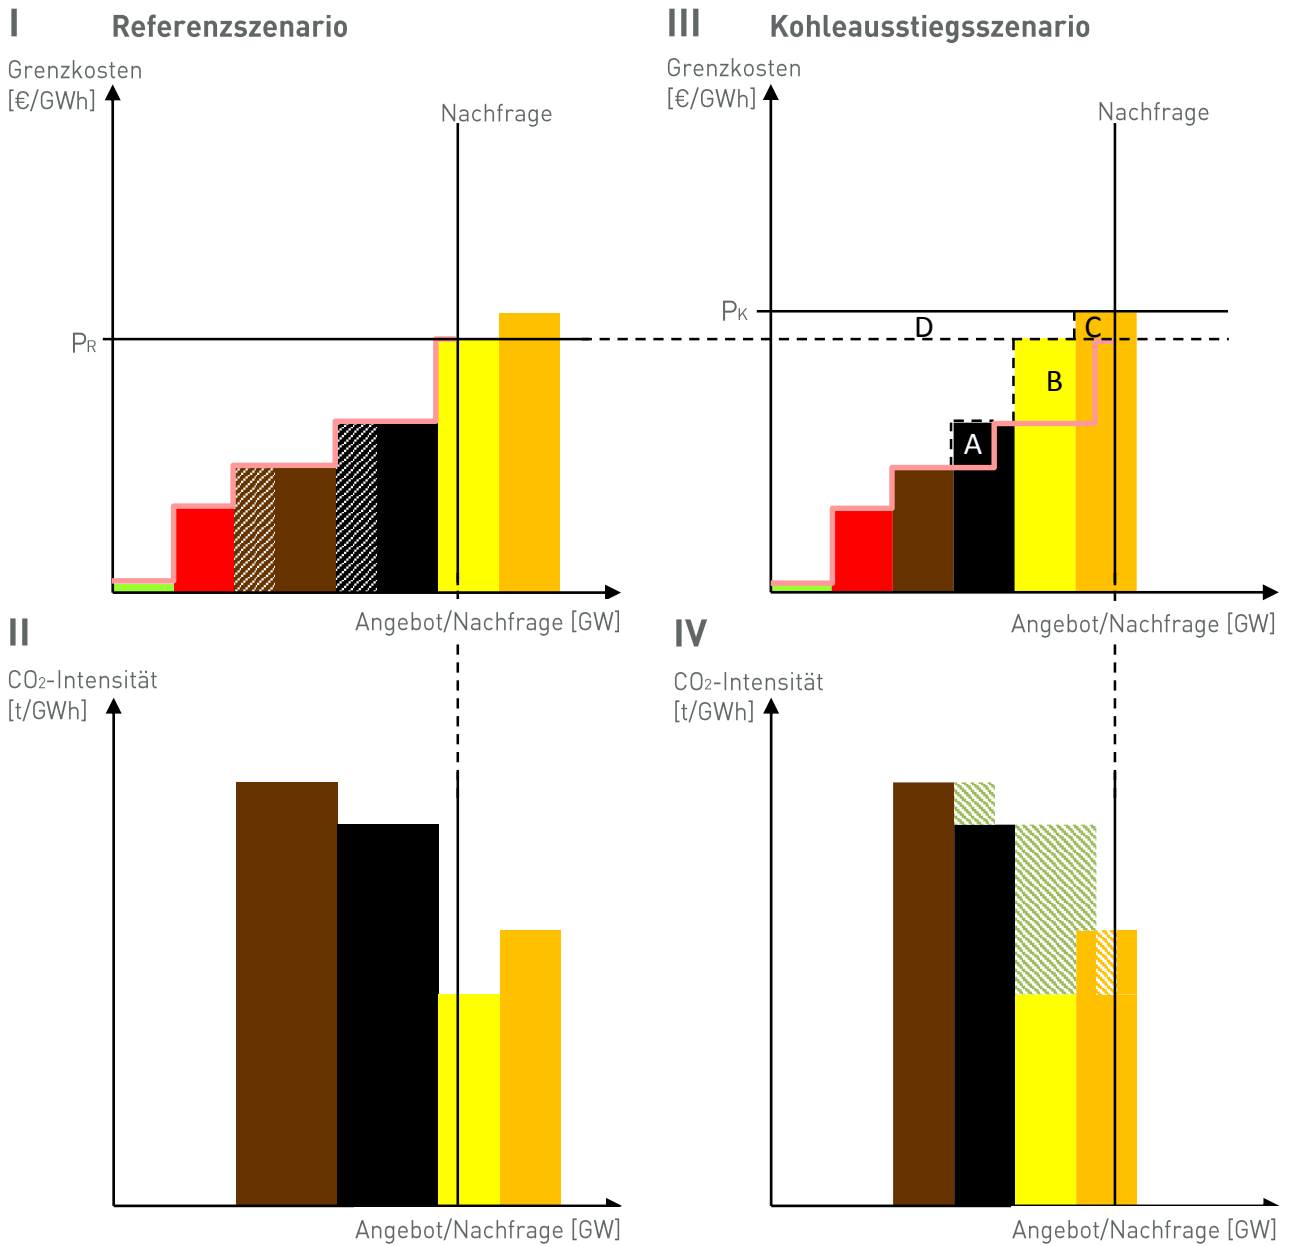 I Referenzszenario
Grenzkosten
[€/GWh]
Nachfrage
PR
Angebot/Nachfrage [GW]
III Kohleausstiegsszenario
Grenzkosten
[€/GWh]
Nachfrage
PK
D
C
B
A
Angebot/Nachfrage [GW]
II
CO2-Intensität
[t/GWh]
Angebot/Nachfrage [GW]
IV
CO2-Intensität
[t/GWh]
Angebot/Nachfrage [GW]